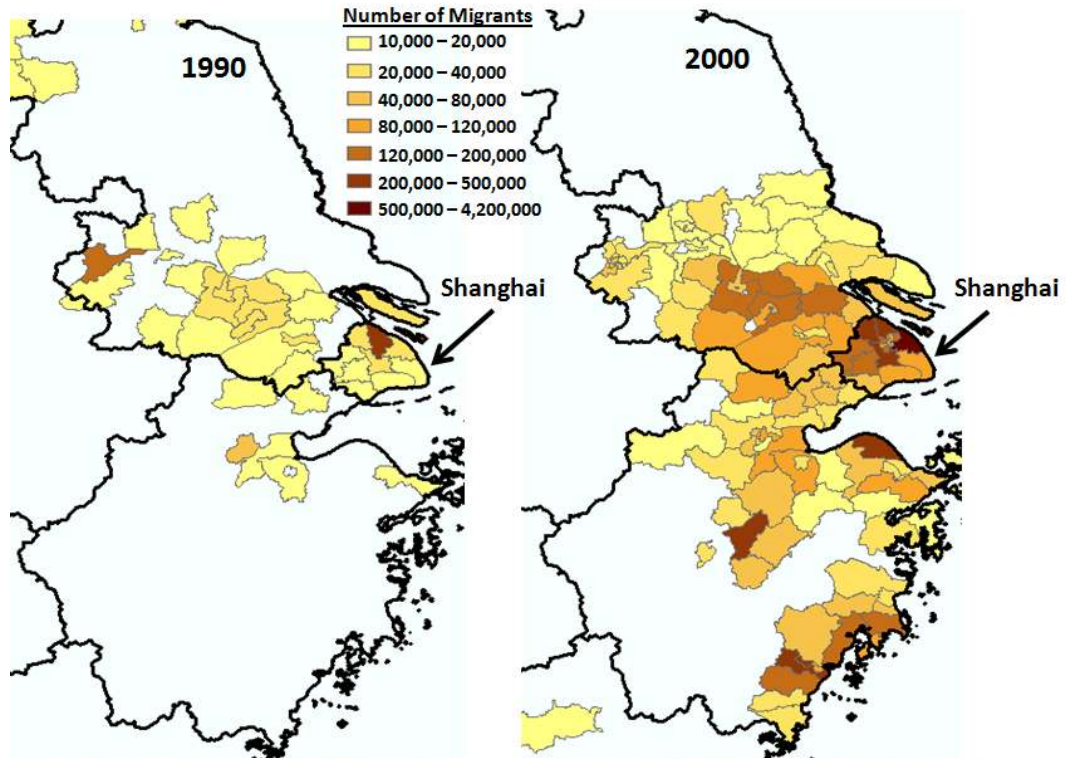 Number of Migrants
10,000 – 20,000
20,000 – 40,000
40,000 – 80,000
80,000 – 120,000
120,000 – 200,000
200,000 – 500,000
500,000 – 4,200,000
1990
2000
Shanghai
Shanghai